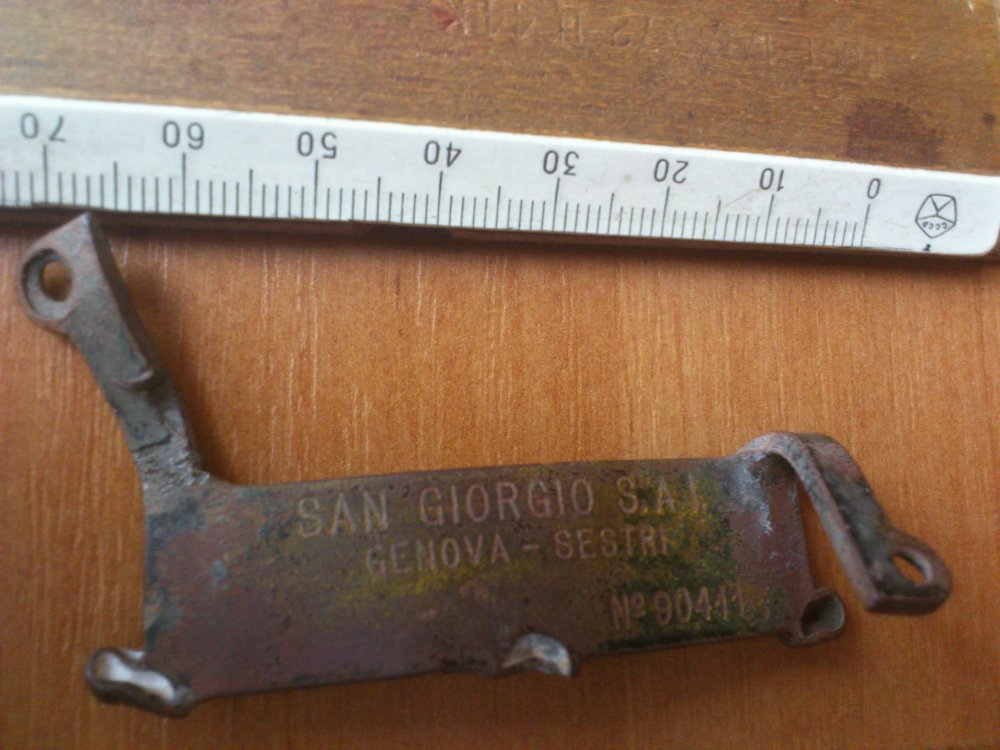 70 60 50 40 30 20 10 0
SAN GIORGIO S.A.I.
GENOVA - SESTRI
Nº 90411